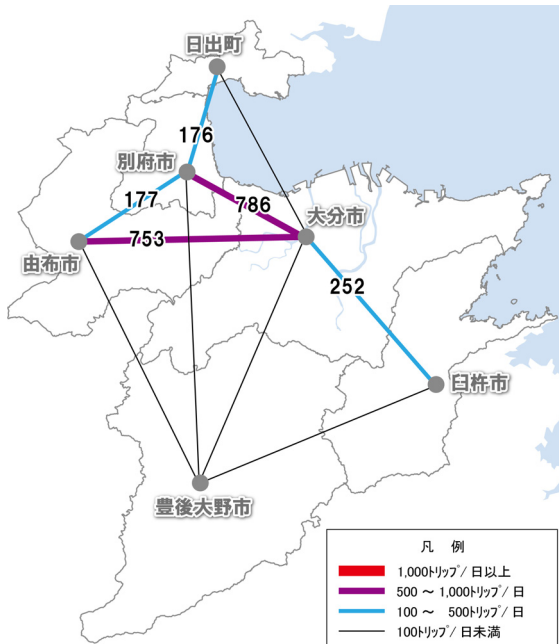 日出町
176
別府市
177
786
大分市
753
由布市
252
臼杵市
豊後大野市
凡 例
1,000ﾄﾘｯﾌﾟ/ 日以上
500 ～ 1,000ﾄﾘｯﾌﾟ/ 日
100 ～ 500ﾄﾘｯﾌﾟ/ 日
100ﾄﾘｯﾌﾟ/ 日未満